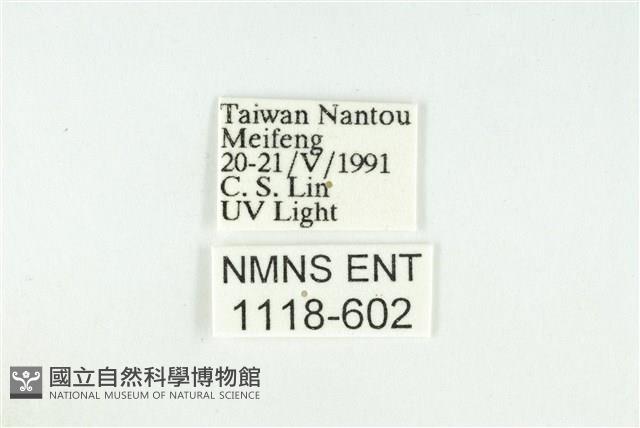 Taiwan Nantou
Meifeng
20-21/V/1991
C. S. Lin
UV Light
NMNS ENT
1118-602
國立自然科學博物館
NATIONAL MUSEUM OF NATURAL SCIENCE